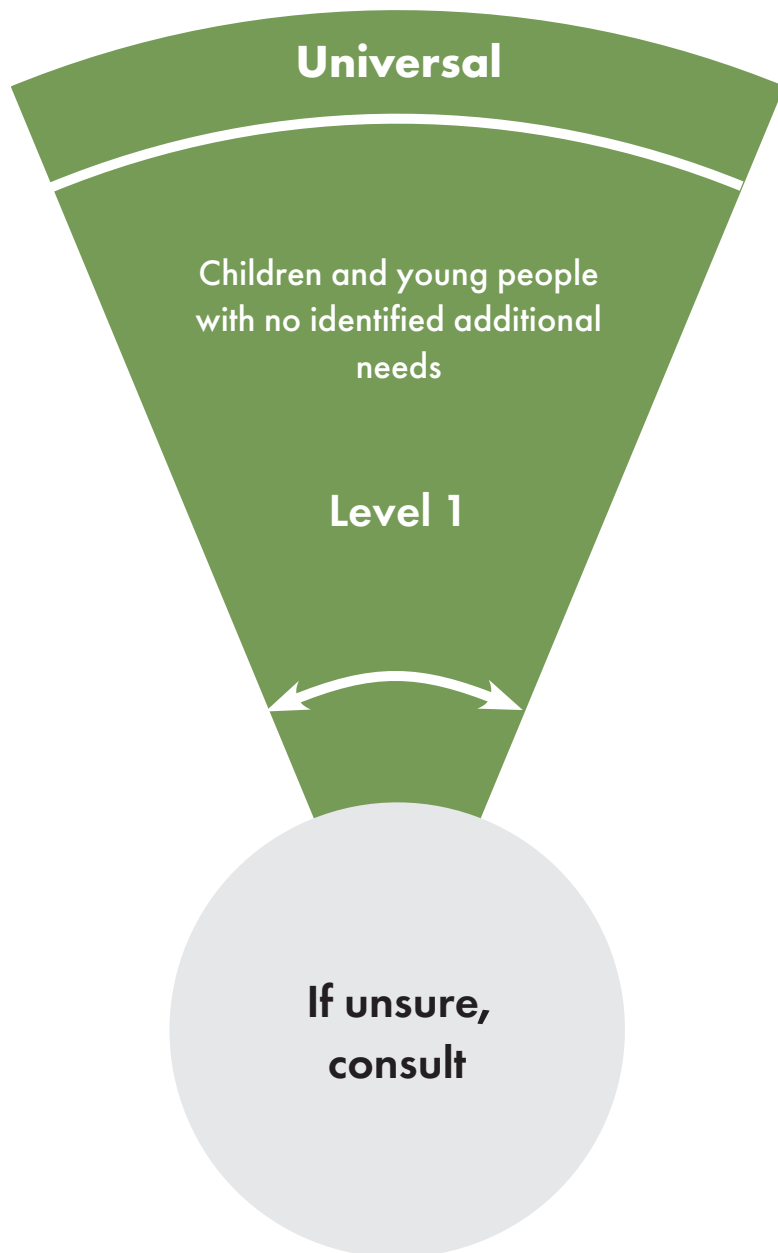 Universal
Children and young people
with no identified additional
needs
Level 1
If unsure,
consult